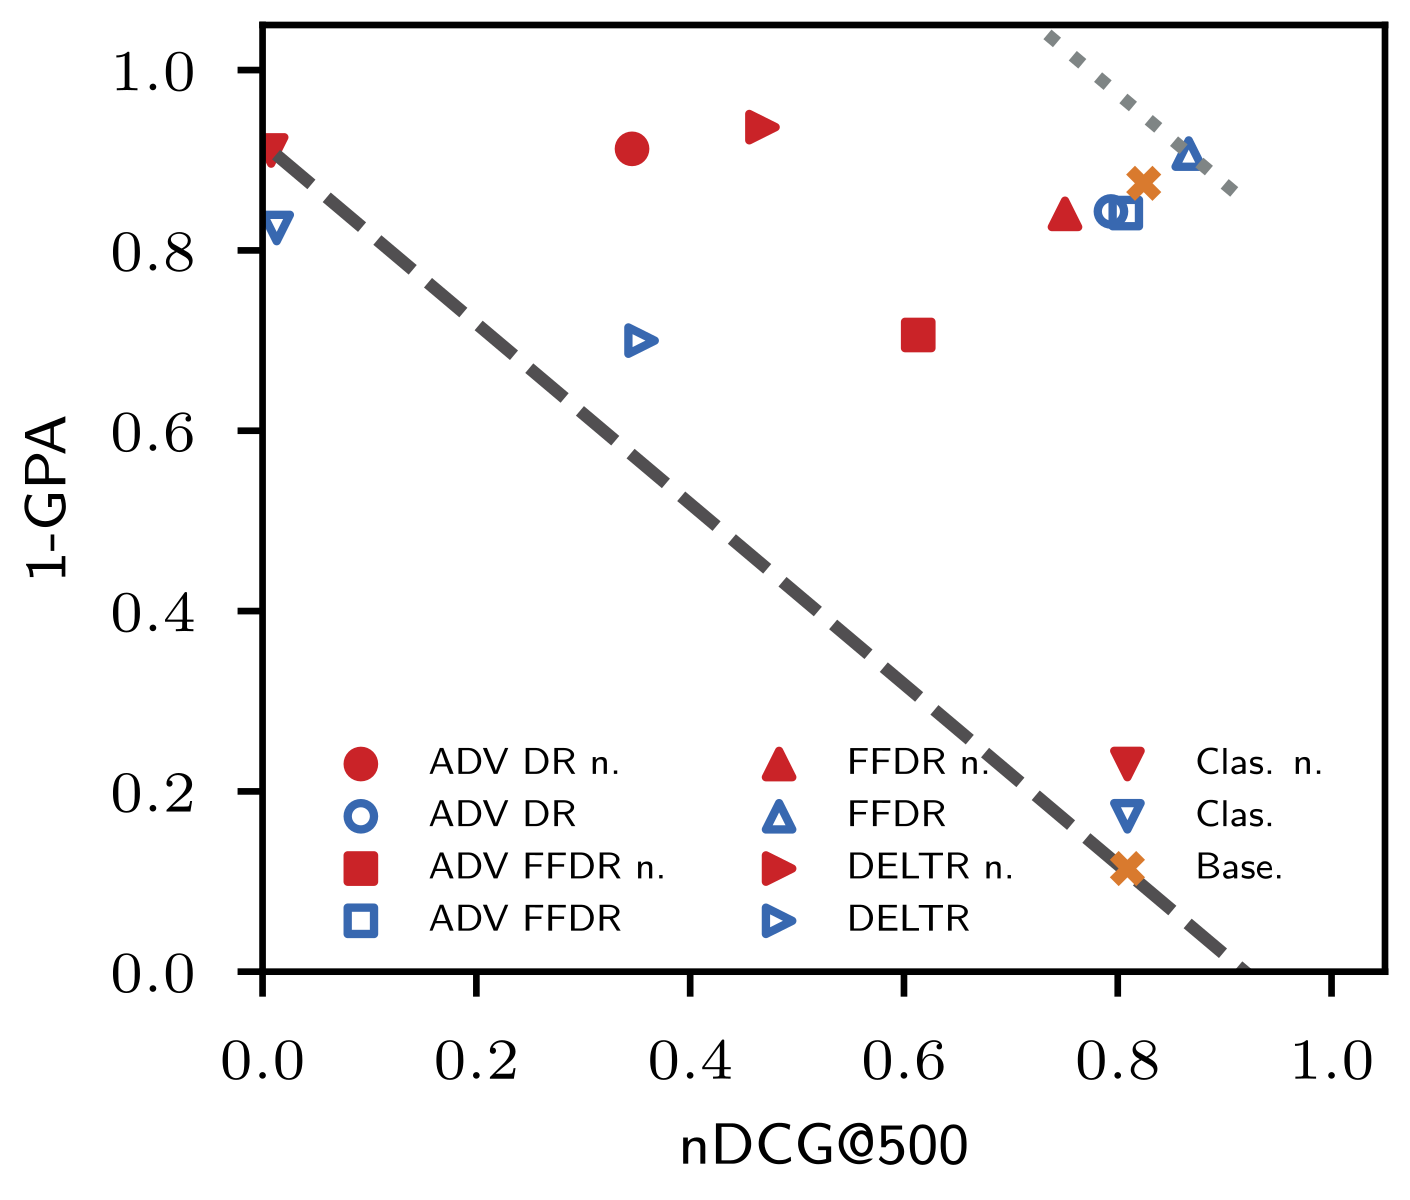 1.0
0.8
0.6
0.4
0.2
0.0
1-GPA
ADV DR n.
ADV DR
ADV FFDR n.
ADV FFDR
FFDR n.
FFDR
DELTR n.
DELTR
Clas. n.
Clas.
Base.
0.0 0.2 0.4 0.6 0.8 1.0
nDCG@500